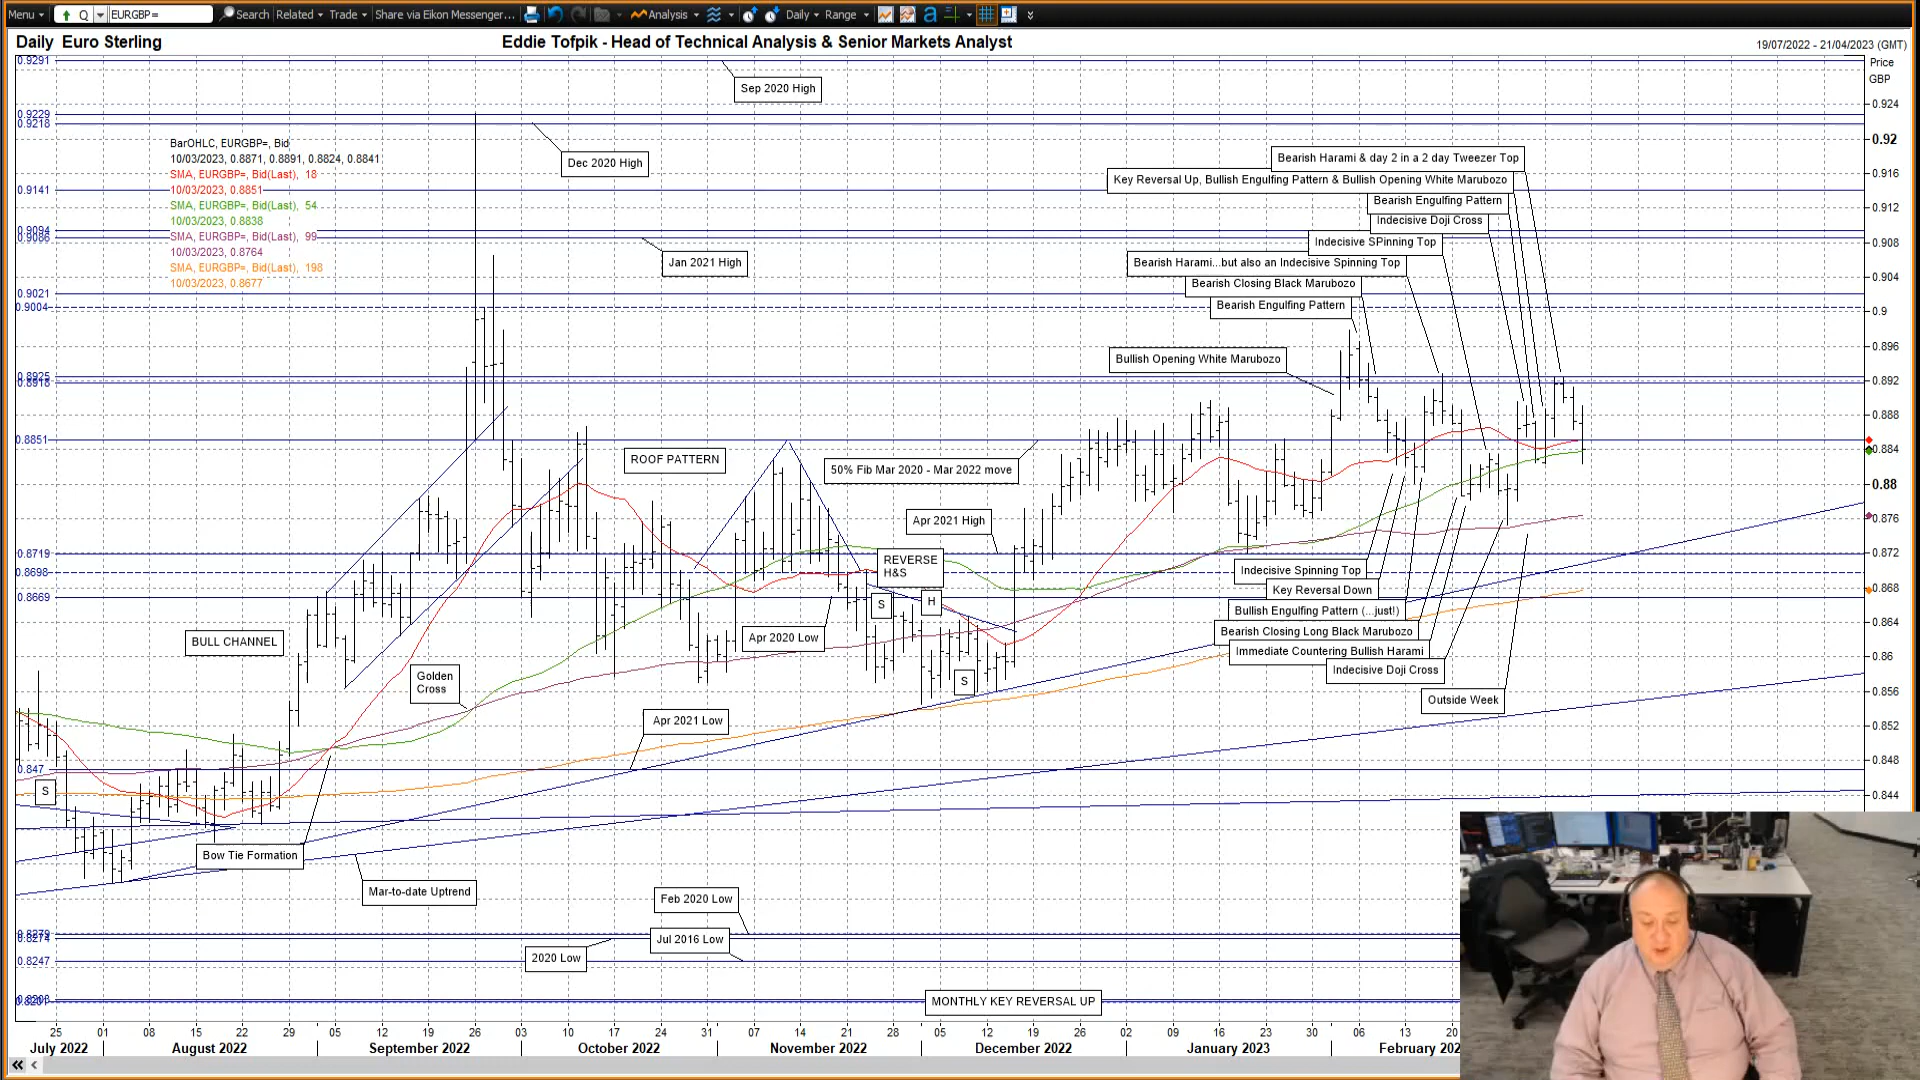 Menu EURGBP= Search Related Trade Share via Eikon Messenger... Analysis Daily Range
Daily Euro Sterling
Eddie Tofpik - Head of Technical Analysis & Senior Markets Analyst
19/07/2022 - 21/04/2023 (GMT)
Price
GBP
0.9291
Sep 2020 High
0.924
0.9229
0.9218
0.92
BarOHLC, EURGBP=, Bid
10/03/2023, 0.8871, 0.8891, 0.8824, 0.8841
SMA, EURGBP=, Bid(Last), 18
10/03/2023, 0.8851
SMA, EURGBP=, Bid(Last), 54
10/03/2023, 0.8838
SMA, EURGBP=, Bid(Last), 99
10/03/2023, 0.8764
SMA, EURGBP=, Bid(Last), 198
10/03/2023, 0.8677
Dec 2020 High
Bearish Harami & day 2 in a 2 day Tweezer Top
Key Reversal Up, Bullish Engulfing Pattern & Bullish Opening White Marubozo
0.916
0.9141
Bearish Engulfing Pattern
0.912
Indecisive Doji Cross
0.9094
0.9086
Indecisive SPinning Top
0.908
Jan 2021 High
Bearish Harami...but also an Indecisive Spinning Top
0.904
Bearish Closing Black Marubozo
0.9021
0.9004
Bearish Engulfing Pattern
0.9
0.896
Bullish Opening White Marubozo
0.8925
0.8918
0.892
0.888
0.8851
0.884
ROOF PATTERN
50% Fib Mar 2020 - Mar 2022 move
0.88
Apr 2021 High
0.876
0.8719
0.872
REVERSE
H&S
0.8698
Indecisive Spinning Top
Key Reversal Down
0.868
0.8669
S
H
Bullish Engulfing Pattern (...just!)
0.864
Apr 2020 Low
Bearish Closing Long Black Marubozo
BULL CHANNEL
Immediate Countering Bullish Harami
0.86
Indecisive Doji Cross
Golden
Cross
S
0.856
Outside Week
Apr 2021 Low
0.852
0.848
0.847
S
0.844
Bow Tie Formation
Mar-to-date Uptrend
Feb 2020 Low
0.8279
0.8274
Jul 2016 Low
2020 Low
0.8247
MONTHLY KEY REVERSAL UP
25 01 08 15 22 29 05 12 19 26 03 10 17 24 31 07 14 21 28 05 12 19 26 02 09 16 23 30 06 13 20
July 2022 August 2022 September 2022 October 2022 November 2022 December 2022 January 2023 February 202